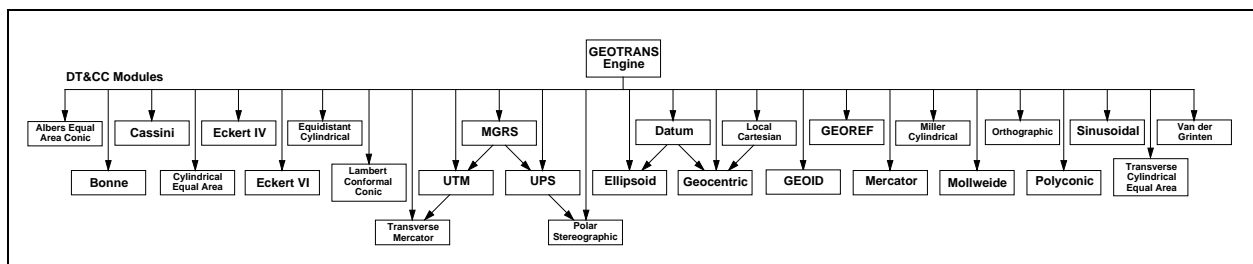 GEOTRANS
Engine
DT&CC Modules
Albers Equal
Area Conic
Cassini
Eckert IV
Equidistant
Cylindrical
MGRS
Datum
Local
Cartesian
GEOREF
Miller
Cylindrical
Orthographic
Sinusoidal
Van der
Grinten
Bonne
Cylindrical
Equal Area
Eckert VI
Lambert
Conformal
Conic
UTM
UPS
Ellipsoid
Geocentric
GEOID
Mercator
Mollweide
Polyconic
Transverse
Cylindrical
Equal Area
Transverse
Mercator
Polar
Stereographic